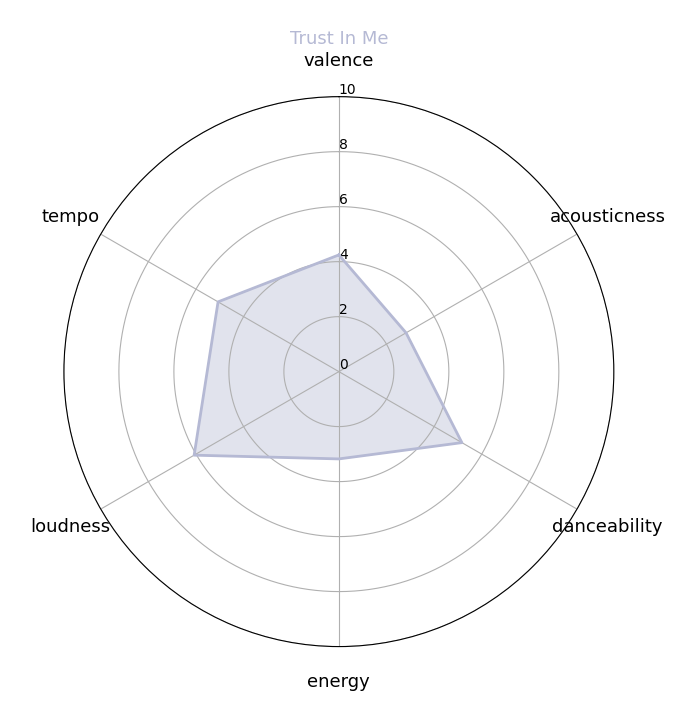 Trust In Me
valence
10
8
6
4
2
0
tempo
acousticness
loudness
danceability
energy